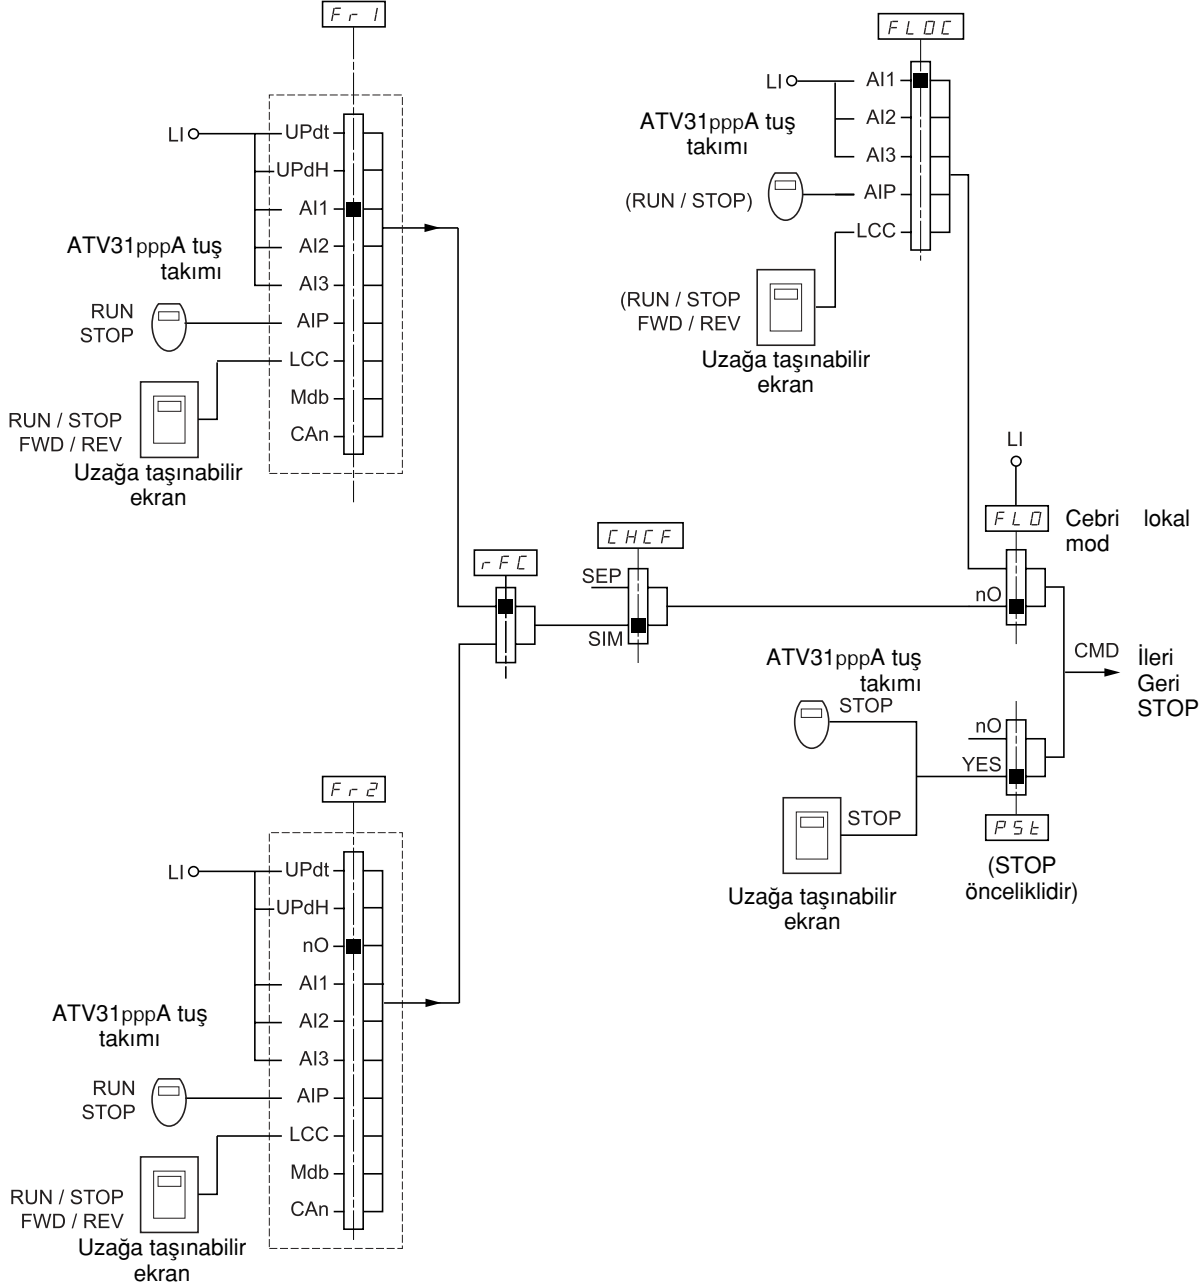 Fr1
LI
UPdt
UPdH
AI1
AI2
AI3
AIP
LCC
Mdb
CAn
ATV31pppA tuş
takımı
RUN
STOP
RUN / STOP
FWD / REV
Uzağa taşınabilir
ekran
FLOC
LI
AI1
AI2
AI3
AIP
LCC
ATV31pppA tuş
takımı
(RUN / STOP)
(RUN / STOP
FWD / REV
Uzağa taşınabilir
ekran
LI
FLO
Cebri lokal
mod
nO
rFC
CHCF
SEP
SIM
CMD
İleri
Geri
STOP
ATV31pppA tuş
takımı
STOP
STOP
nO
YES
PSt
(STOP
önceliklidir)
Uzağa taşınabilir
ekran
Fr2
LI
UPdt
UPdH
nO
AI1
AI2
AI3
AIP
LCC
Mdb
CAn
ATV31pppA tuş
takımı
RUN
STOP
RUN / STOP
FWD / REV
Uzağa taşınabilir
ekran